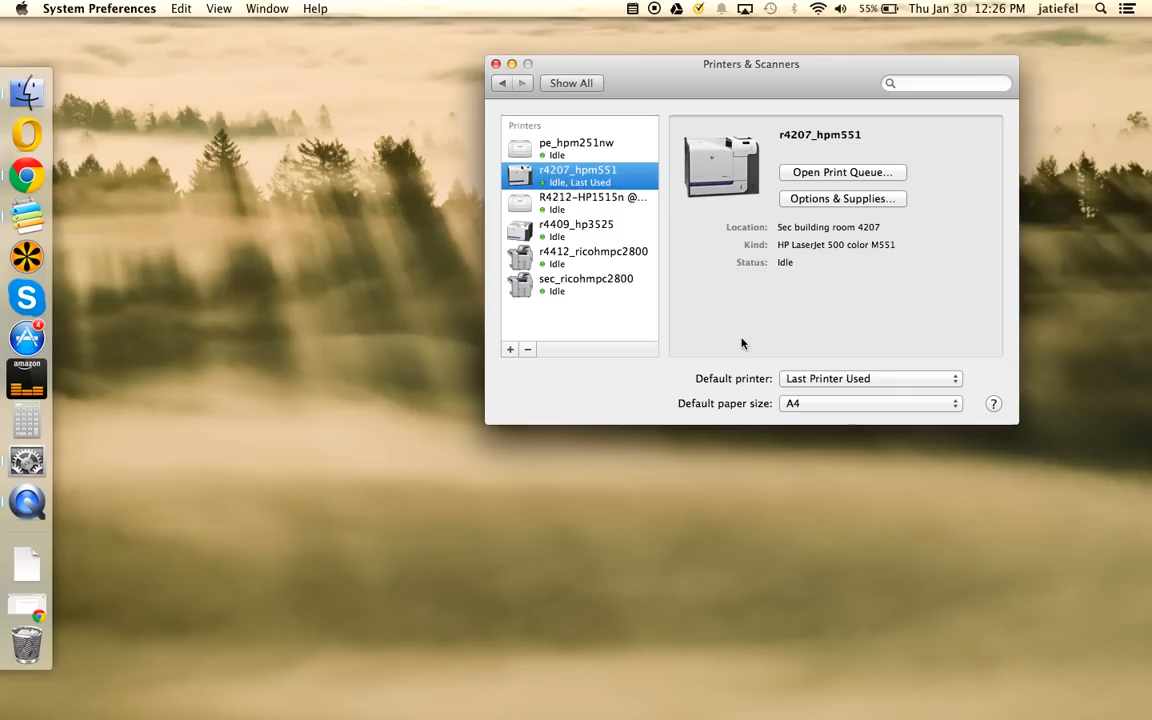 System Preferences Edit View Window Help 55% Thu Jan 30 12:26 PM jatiefel
Printers & Scanners
Show All
Printers
pe_hpm251nw
Idle
r4207_hpm551
Idle, Last Used
R4212-HP1515n @...
Idle
r4409_hp3525
Idle
r4412_ricohmpc2800
Idle
sec_ricohmpc2800
Idle
+ −
r4207_hpm551
Open Print Queue...
Options & Supplies...
Location: Sec building room 4207
Kind: HP LaserJet 500 color M551
Status: Idle
Default printer: Last Printer Used
Default paper size: A4
?
S
4
amazon